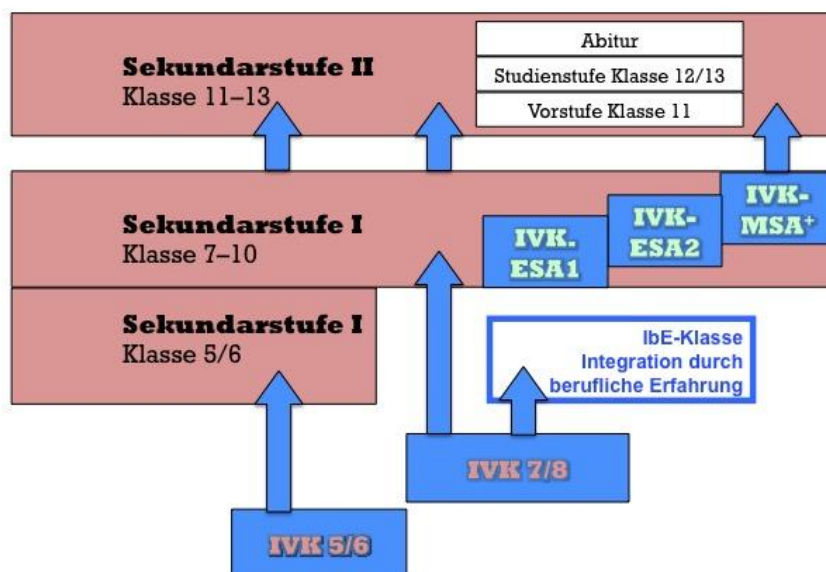 Abitur
Sekundarstufe II
Klasse 11–13
Studienstufe Klasse 12/13
Vorstufe Klasse 11
Sekundarstufe I
Klasse 7–10
IVK.
ESA1
IVK-
ESA2
IVK-
MSA+
Sekundarstufe I
Klasse 5/6
IbE-Klasse
Integration durch
berufliche Erfahrung
IVK 7/8
IVK 5/6